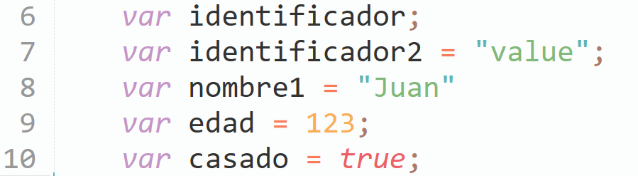 6 var identificador;
7 var identificador2 = "value";
8 var nombre1 = "Juan"
9 var edad = 123;
10 var casado = true;